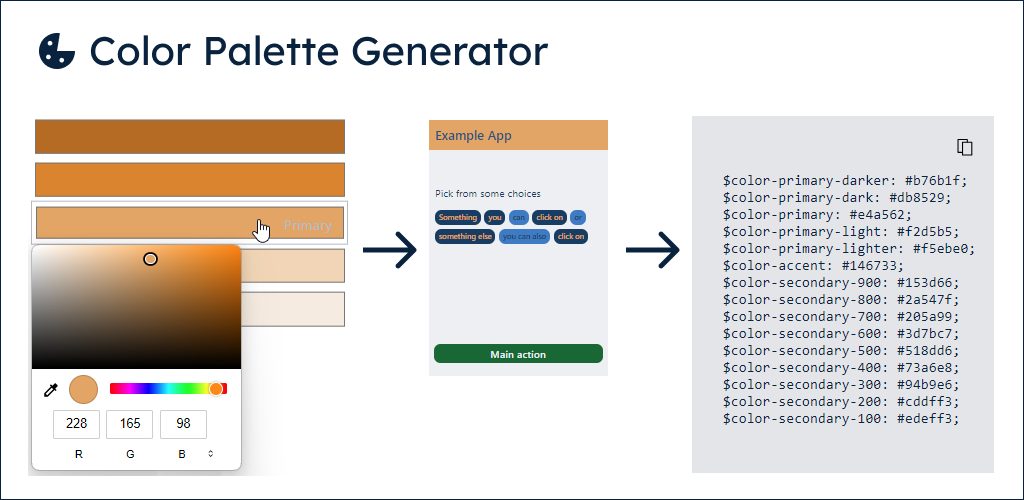 Color Palette Generator
Primary
228 165 98
R G B
Example App
Pick from some choices
Something you can click on or
something else you can also click on
Main action
$color-primary-darker: #b76b1f;
$color-primary-dark: #db8529;
$color-primary: #e4a562;
$color-primary-light: #f2d5b5;
$color-primary-lighter: #f5ebe0;
$color-accent: #146733;
$color-secondary-900: #153d66;
$color-secondary-800: #2a547f;
$color-secondary-700: #205a99;
$color-secondary-600: #3d7bc7;
$color-secondary-500: #518dd6;
$color-secondary-400: #73a6e8;
$color-secondary-300: #94b9e6;
$color-secondary-200: #cddff3;
$color-secondary-100: #edeff3;